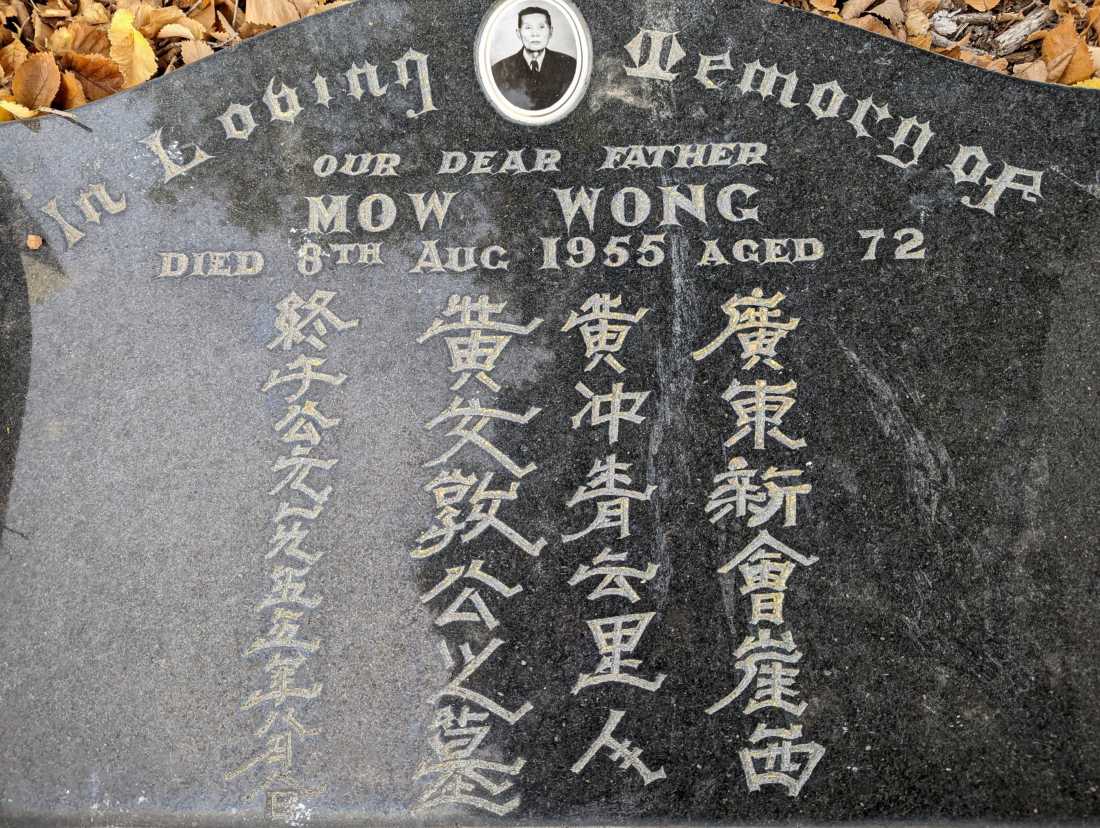 In Loving Memory of
OUR DEAR FATHER
MOW WONG
DIED 8TH AUG 1955 AGED 72
廣東新會崖西
黄冲青云里人
黄文敦公之墓
終于公元一九五五年八月八日